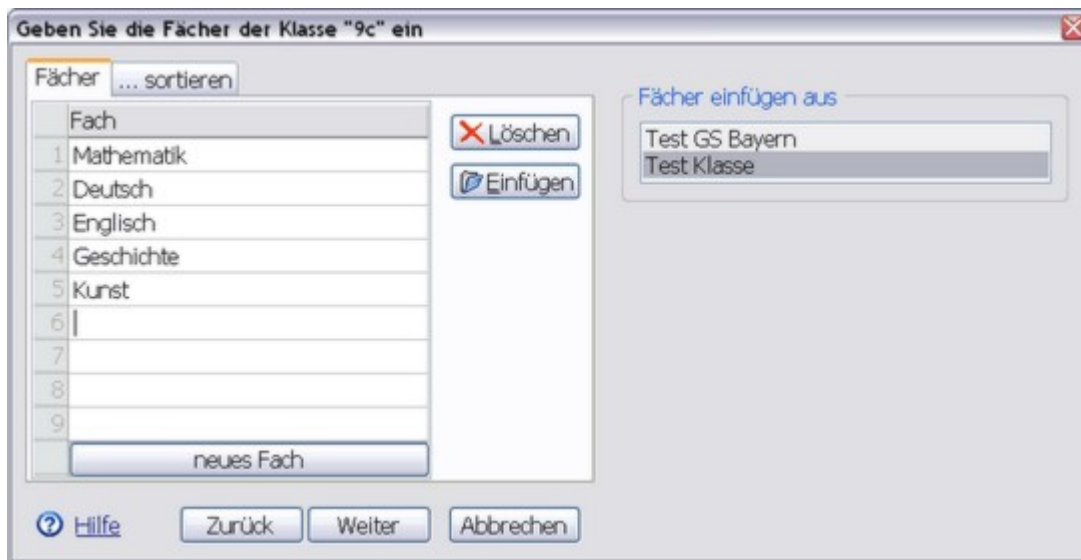 Geben Sie die Fächer der Klasse "9c" ein
Fächer
... sortieren
Fach
1 Mathematik
2 Deutsch
3 Englisch
4 Geschichte
5 Kunst
6
7
8
9
neues Fach
Löschen
Einfügen
Fächer einfügen aus
Test GS Bayern
Test Klasse
? Hilfe
Zurück
Weiter
Abbrechen